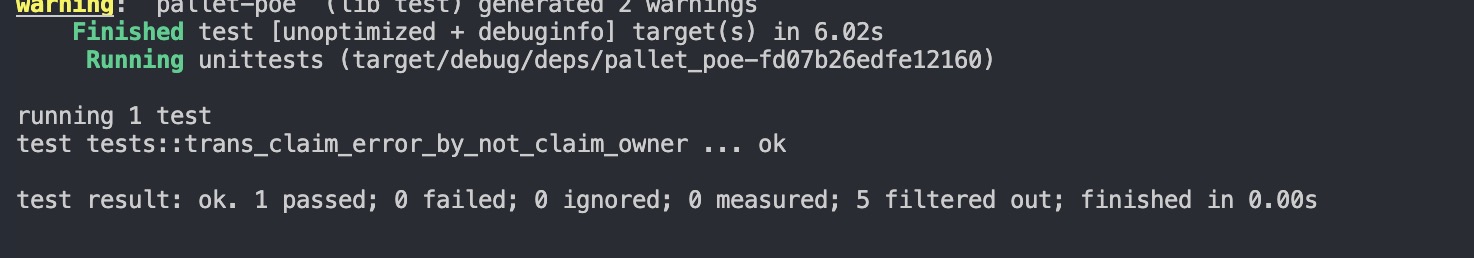 warning: `pallet-poe` (lib test) generated 2 warnings
Finished test [unoptimized + debuginfo] target(s) in 6.02s
Running unittests (target/debug/deps/pallet_poe-fd07b26edfe12160)
running 1 test
test tests::trans_claim_error_by_not_claim_owner ... ok
test result: ok. 1 passed; 0 failed; 0 ignored; 0 measured; 5 filtered out; finished in 0.00s